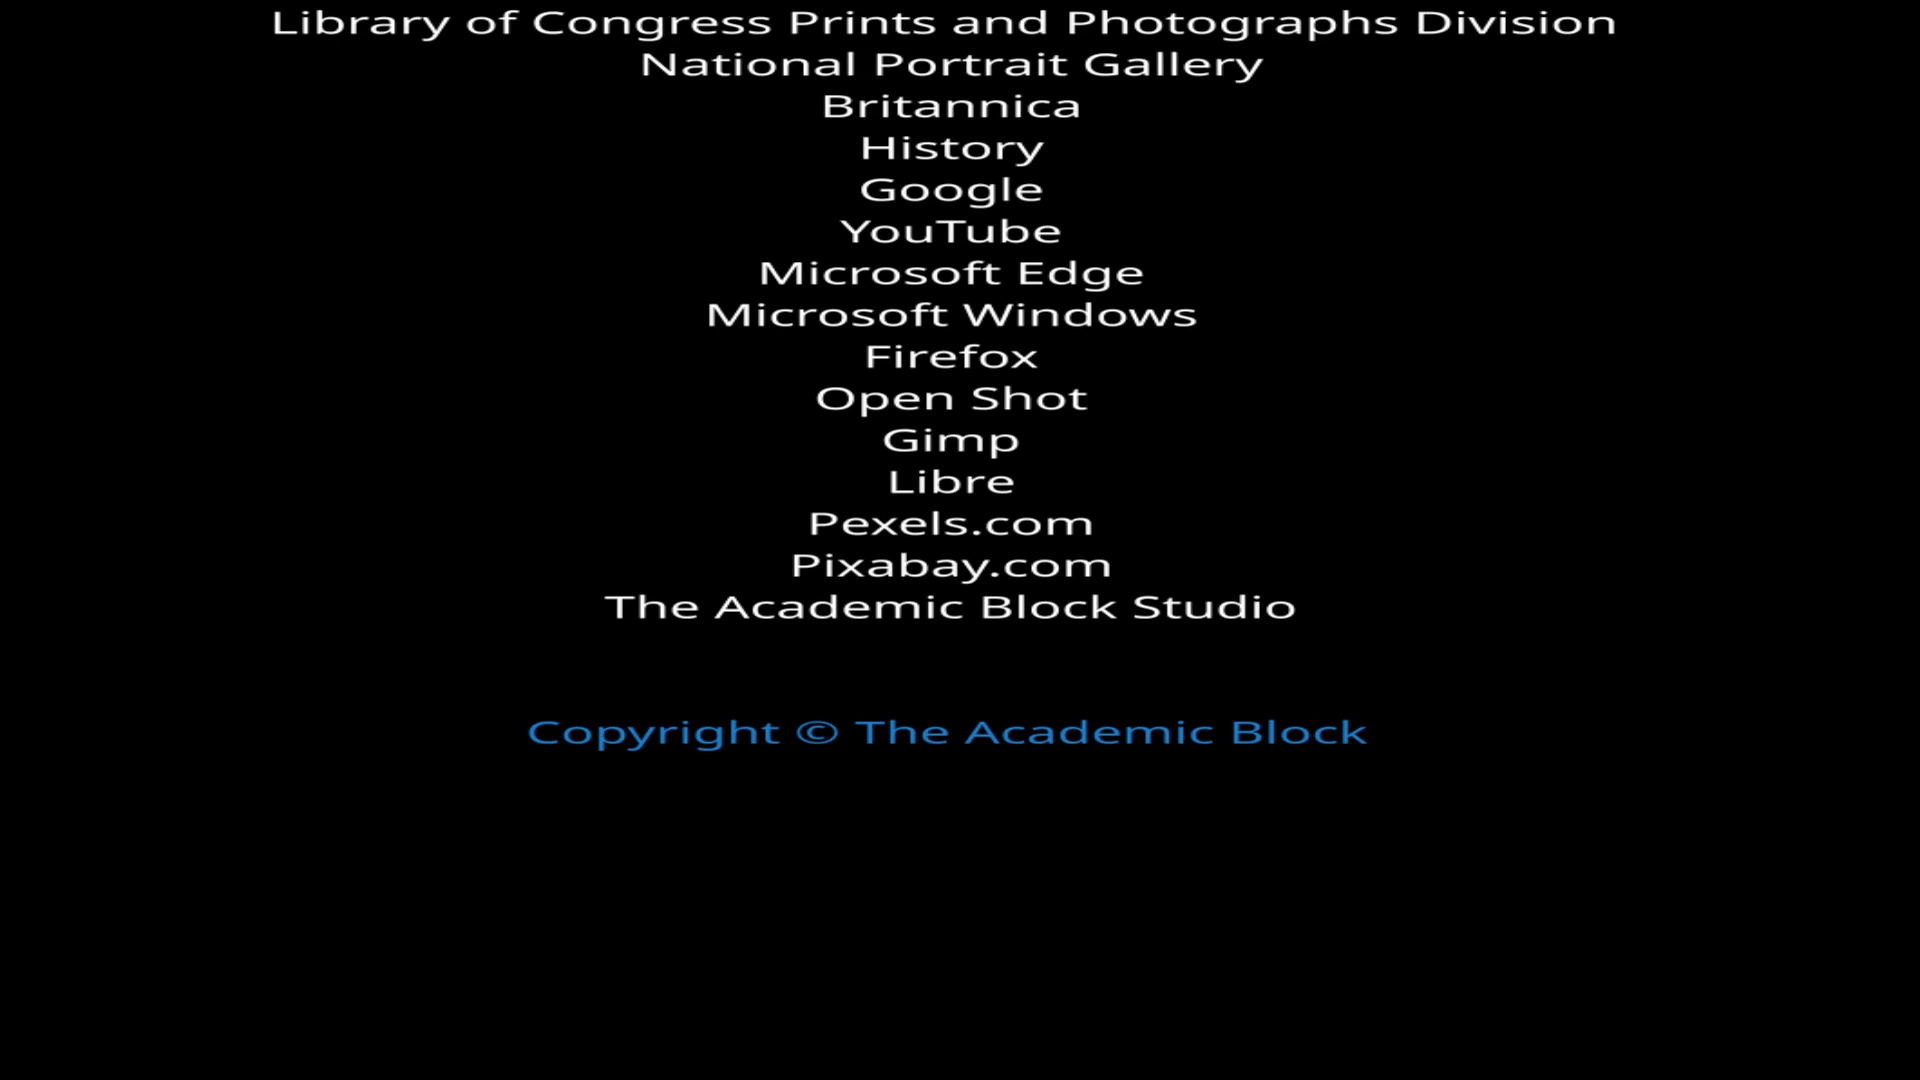 Library of Congress Prints and Photographs Division
National Portrait Gallery
Britannica
History
Google
YouTube
Microsoft Edge
Microsoft Windows
Firefox
Open Shot
Gimp
Libre
Pexels.com
Pixabay.com
The Academic Block Studio
Copyright © The Academic Block